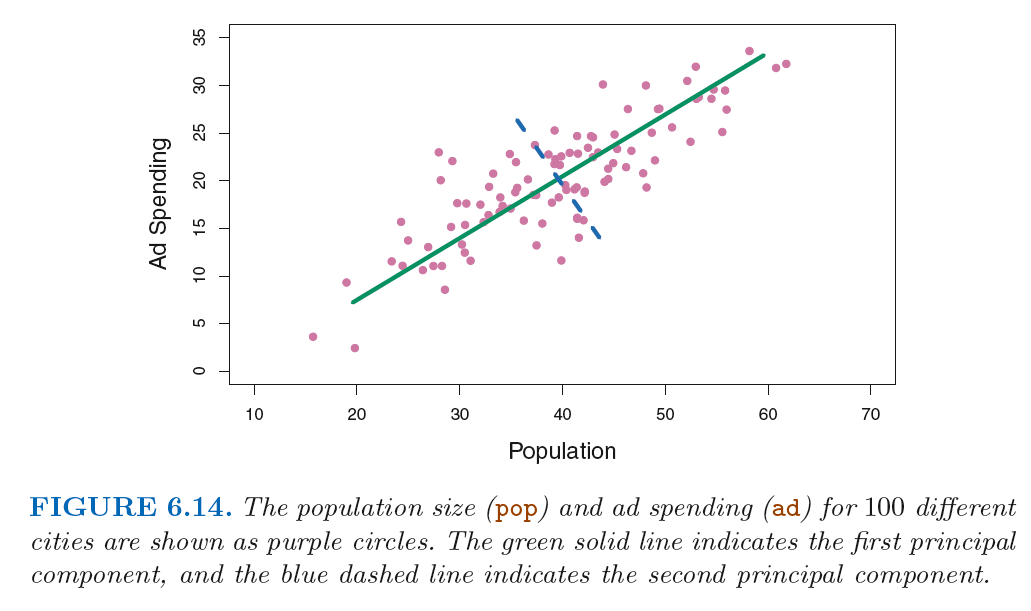 35
30
25
20
15
10
5
0
Ad Spending
10 20 30 40 50 60 70
Population
FIGURE 6.14. The population size (pop) and ad spending (ad) for 100 different
cities are shown as purple circles. The green solid line indicates the first principal
component, and the blue dashed line indicates the second principal component.